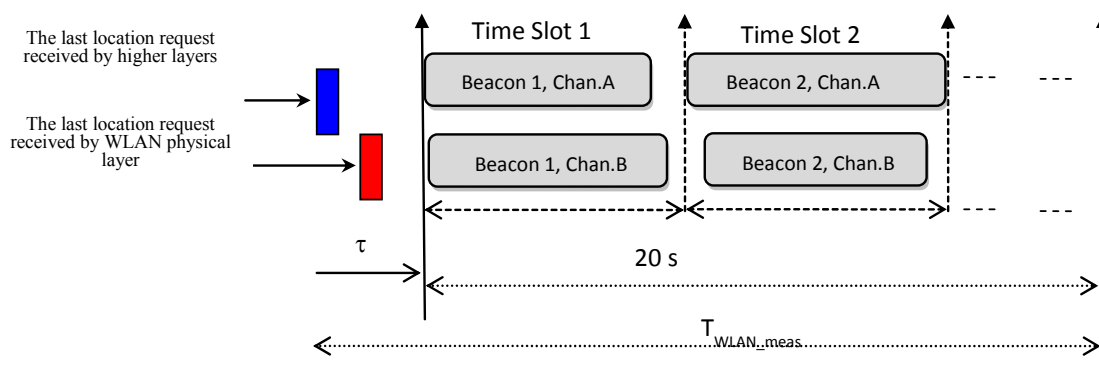 The last location request
received by higher layers
The last location request
received by WLAN physical
layer
Time Slot 1
Time Slot 2
Beacon 1, Chan.A
Beacon 2, Chan.A
Beacon 1, Chan.B
Beacon 2, Chan.B
τ
20 s
T_WLAN_meas